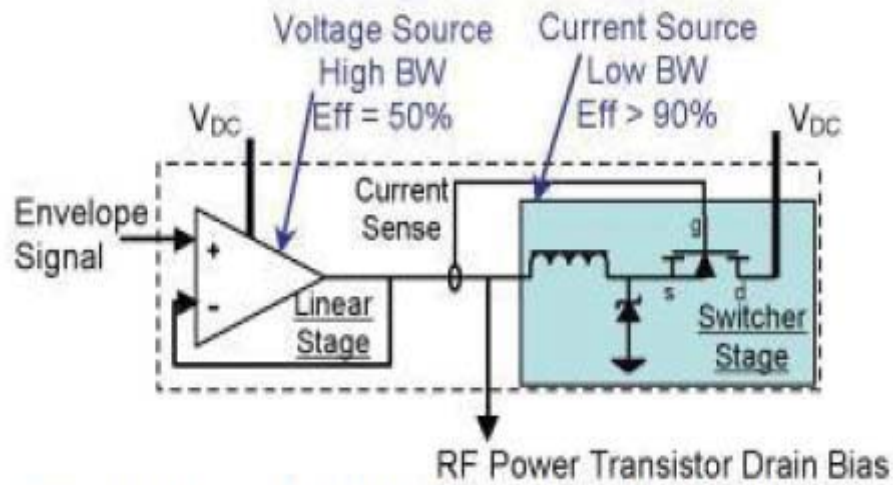 Voltage Source
High BW
Eff = 50%
Current Source
Low BW
Eff > 90%
VDC
VDC
Envelope
Signal
Current
Sense
+
-
Linear
Stage
g
s
d
Switcher
Stage
RF Power Transistor Drain Bias